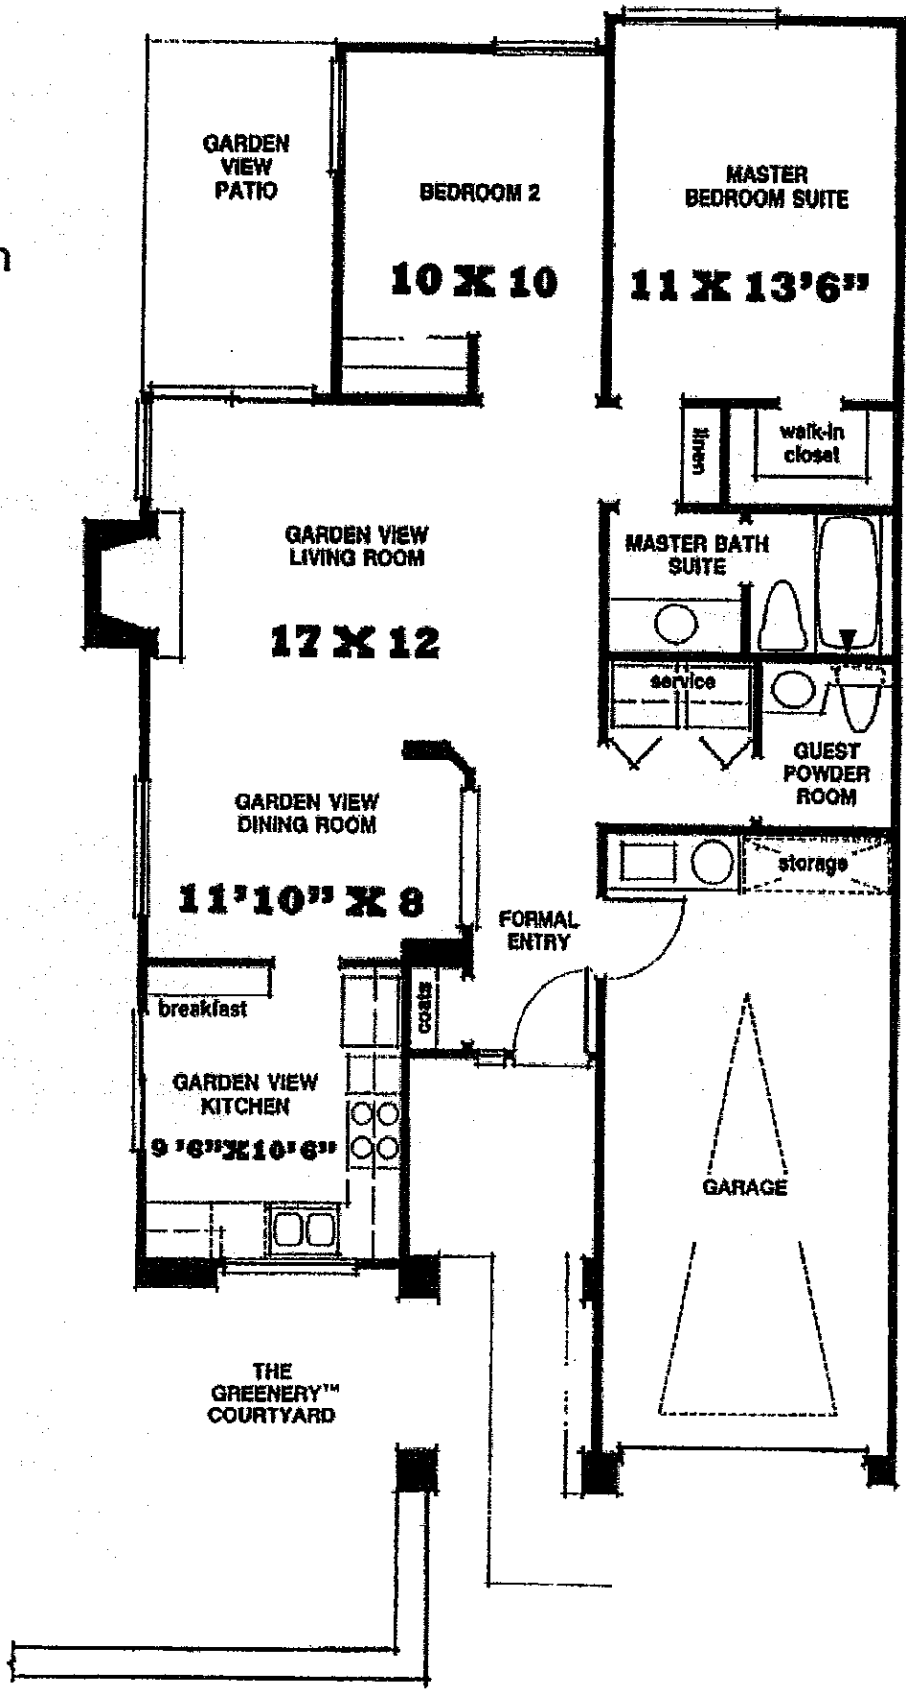 GARDEN
VIEW
PATIO
BEDROOM 2
10 X 10
MASTER
BEDROOM SUITE
11 X 13'6"
linen
walk-in
closet
GARDEN VIEW
LIVING ROOM
17 X 12
MASTER BATH
SUITE
service
GUEST
POWDER
ROOM
GARDEN VIEW
DINING ROOM
11'10" X 8
storage
FORMAL
ENTRY
coats
breakfast
GARDEN VIEW
KITCHEN
9'6"X10'6"
GARAGE
THE
GREENERY™
COURTYARD